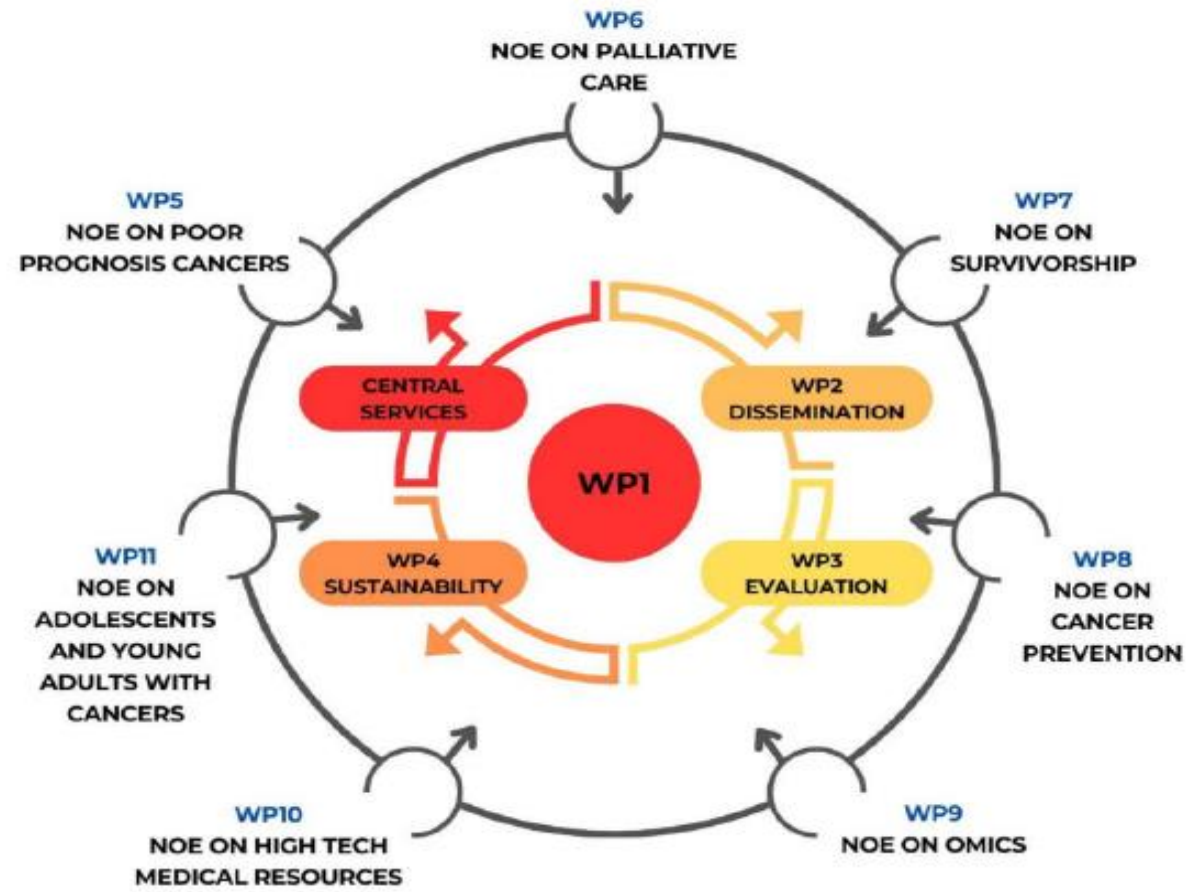 WP6
NOE ON PALLIATIVE
CARE
WP5
NOE ON POOR
PROGNOSIS CANCERS
WP7
NOE ON
SURVIVORSHIP
CENTRAL
SERVICES
WP2
DISSEMINATION
WP1
WP4
SUSTAINABILITY
WP3
EVALUATION
WP11
NOE ON
ADOLESCENTS
AND YOUNG
ADULTS WITH
CANCERS
WP8
NOE ON
CANCER
PREVENTION
WP10
NOE ON HIGH TECH
MEDICAL RESOURCES
WP9
NOE ON OMICS